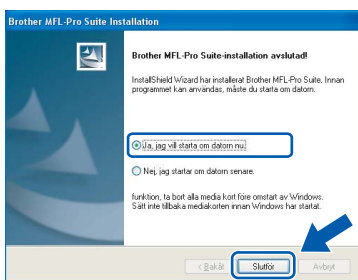 Brother MFL-Pro Suite Installation
Brother MFL-Pro Suite-installation avslutad!
InstallShield Wizard har installerat Brother MFL-Pro Suite. Innan
programmet kan användas, måste du starta om datorn.
Ja, jag vill starta om datorn nu.
Nej, jag startar om datorn senare.
funktion, ta bort alla media kort före omstart av Windows.
Sätt inte tillbaka mediakorten innan Windows har startat.
< Bakåt
Slutför
Avbryt